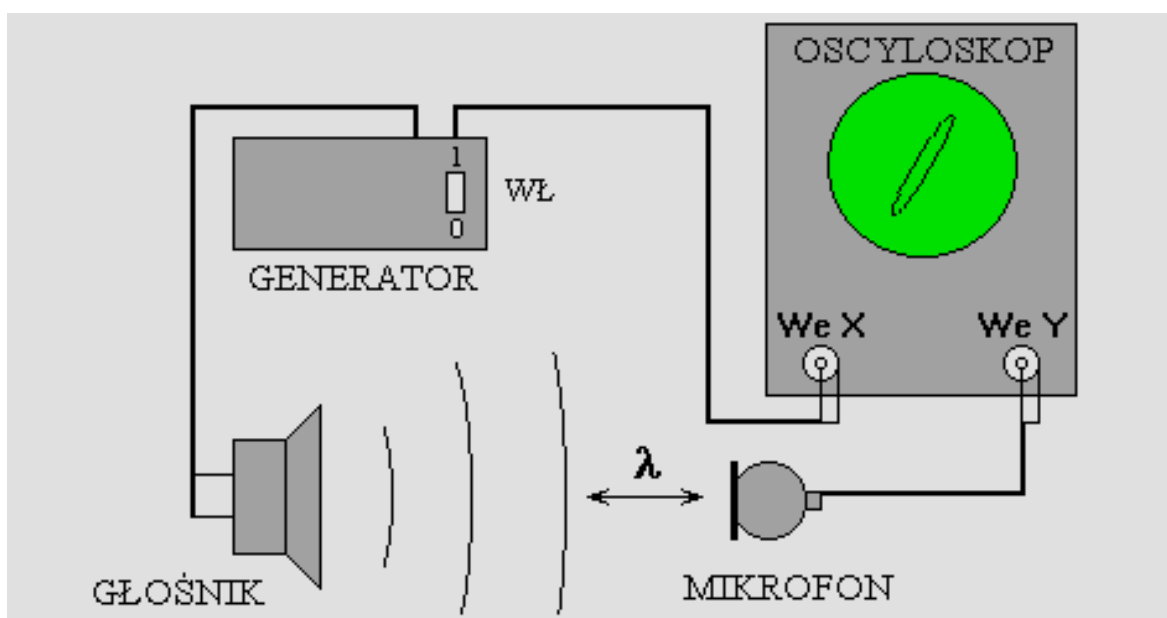 OSCYLOSKOP
1
WŁ
0
GENERATOR
We X
We Y
λ
GŁOŚNIK
MIKROFON